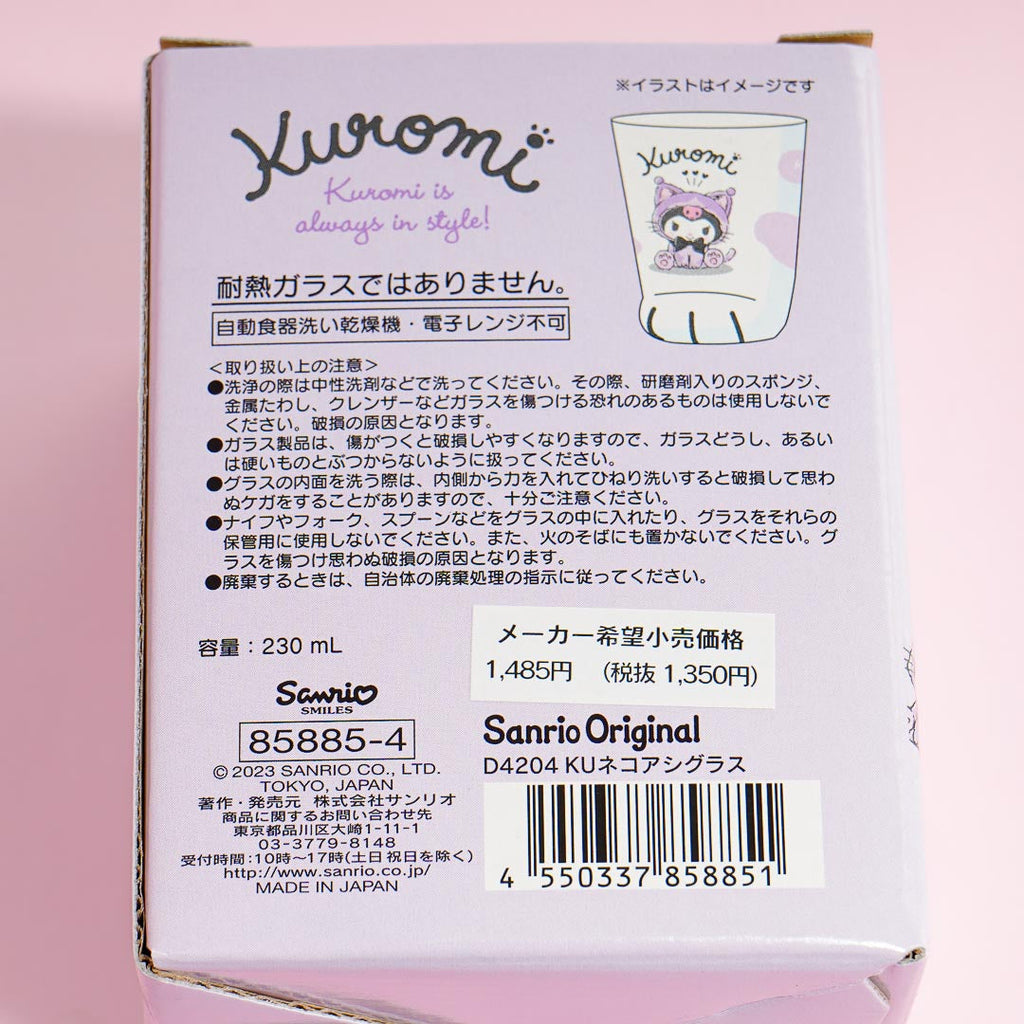 ※イラストはイメージです
Kuromi
Kuromi is
always in style!
Kuromi
耐熱ガラスではありません。
自動食器洗い乾燥機・電子レンジ不可
＜取り扱い上の注意＞
●洗浄の際は中性洗剤などで洗ってください。その際、研磨剤入りのスポンジ、
金属たわし、クレンザーなどガラスを傷つける恐れのあるものは使用しないで
ください。破損の原因となります。
●ガラス製品は、傷がつくと破損しやすくなりますので、ガラスどうし、あるい
は硬いものとぶつからないように扱ってください。
●グラスの内面を洗う際は、内側から力を入れてひねり洗いすると破損して思わ
ぬケガをすることがありますので、十分ご注意ください。
●ナイフやフォーク、スプーンなどをグラスの中に入れたり、グラスをそれらの
保管用に使用しないでください。また、火のそばにも置かないでください。グ
ラスを傷つけ思わぬ破損の原因となります。
●廃棄するときは、自治体の廃棄処理の指示に従ってください。
容量：230 mL
メーカー希望小売価格
1,485円 （税抜 1,350円）
Sanrio
SMILES
85885-4
© 2023 SANRIO CO., LTD.
TOKYO, JAPAN
著作・発売元 株式会社サンリオ
商品に関するお問い合わせ先
東京都品川区大崎1-11-1
03-3779-8148
受付時間：10時〜17時(土日祝日を除く)
http://www.sanrio.co.jp/
MADE IN JAPAN
Sanrio Original
D4204 KUネコアシグラス
4 550337 858851